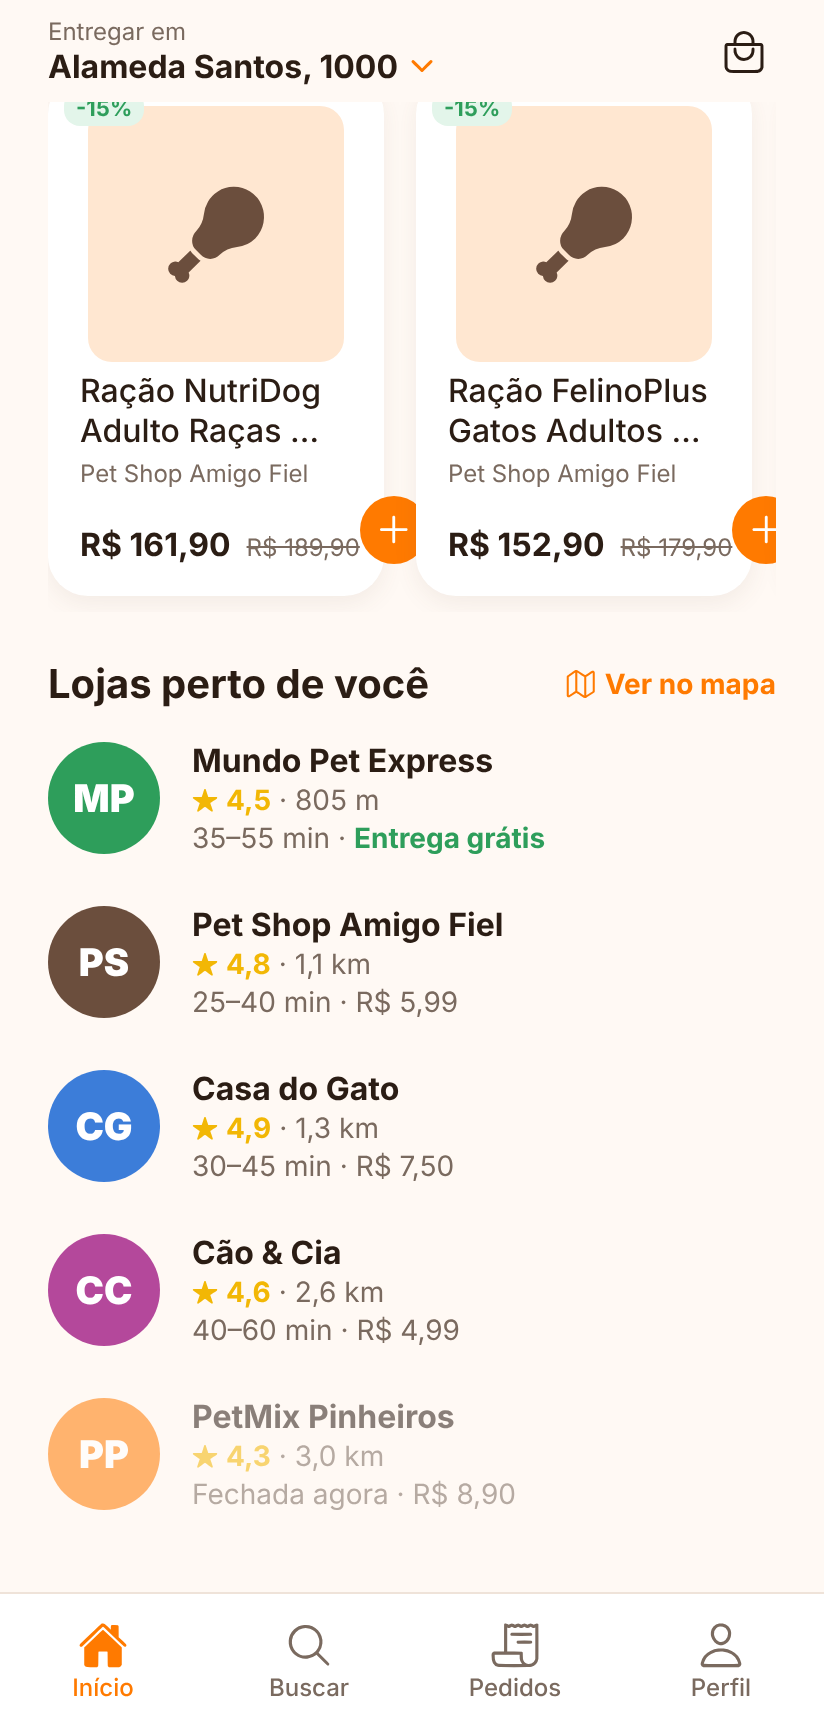 Entregar em
Alameda Santos, 1000
-15%
-15%
Ração NutriDog
Adulto Raças ...
Pet Shop Amigo Fiel
R$ 161,90 R$ 189,90
Ração FelinoPlus
Gatos Adultos ...
Pet Shop Amigo Fiel
R$ 152,90 R$ 179,90
Lojas perto de você
Ver no mapa
MP
Mundo Pet Express
★ 4,5 · 805 m
35–55 min · Entrega grátis
PS
Pet Shop Amigo Fiel
★ 4,8 · 1,1 km
25–40 min · R$ 5,99
CG
Casa do Gato
★ 4,9 · 1,3 km
30–45 min · R$ 7,50
CC
Cão & Cia
★ 4,6 · 2,6 km
40–60 min · R$ 4,99
PP
PetMix Pinheiros
★ 4,3 · 3,0 km
Fechada agora · R$ 8,90
Início
Buscar
Pedidos
Perfil